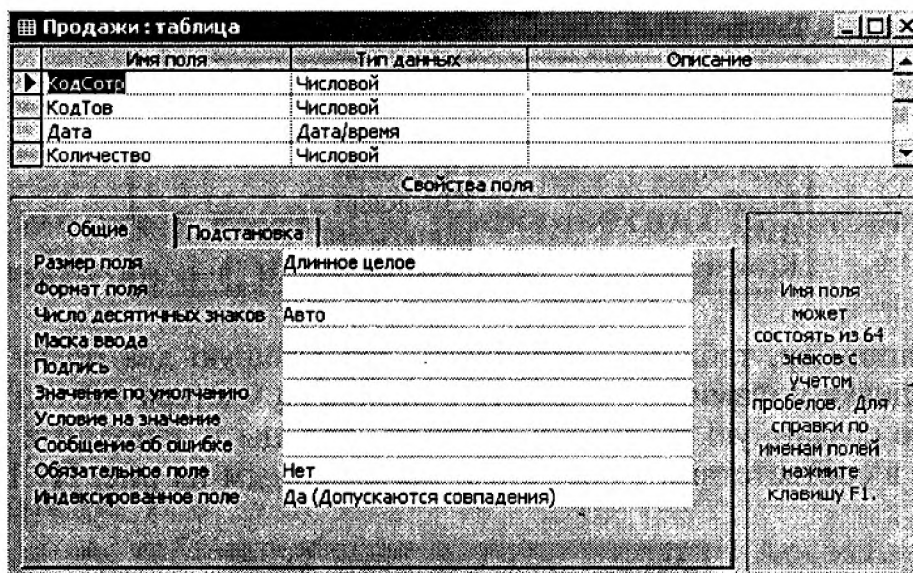 Продажи : таблица
Имя поля Тип данных Описание
КодСотр Числовой
КодТов Числовой
Дата Дата/время
Количество Числовой
Свойства поля
Общие Подстановка
Размер поля Длинное целое
Формат поля
Число десятичных знаков Авто
Маска ввода
Подпись
Значение по умолчанию
Условие на значение
Сообщение об ошибке
Обязательное поле Нет
Индексированное поле Да (Допускаются совпадения)
Имя поля
может
состоять из 64
знаков с
учетом
пробелов. Для
справки по
именам полей
нажмите
клавишу F1.